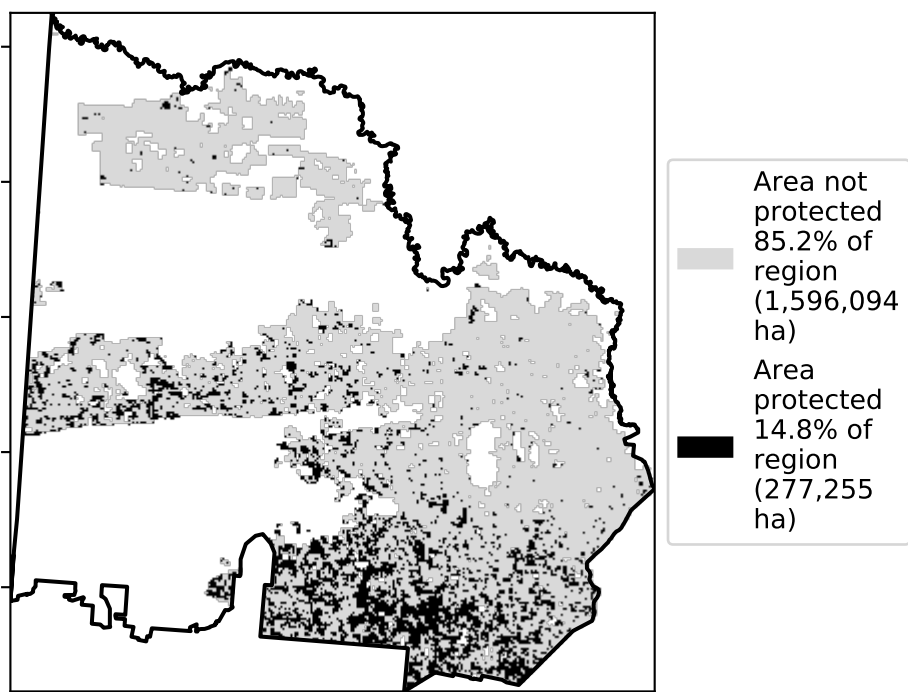 Area not
protected
85.2% of
region
(1,596,094
ha)
Area
protected
14.8% of
region
(277,255
ha)